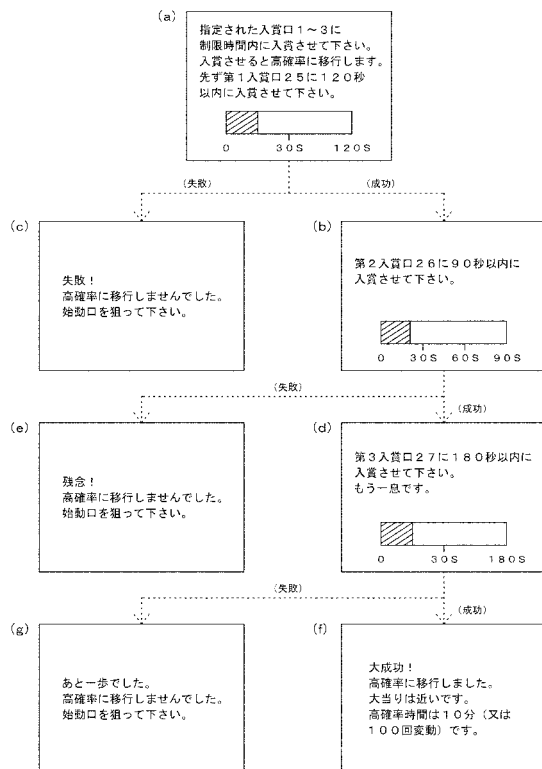 (a)
指定された入賞口1～3に
制限時間内に入賞させて下さい。
入賞させると高確率に移行します。
先ず第1入賞口25に120秒
以内に入賞させて下さい。
0 30S 120S
(失敗) (成功)
(c)
失敗！
高確率に移行しませんでした。
始動口を狙って下さい。
(b)
第2入賞口26に90秒以内に
入賞させて下さい。
0 30S 60S 90S
(失敗) (成功)
(e)
残念！
高確率に移行しませんでした。
始動口を狙って下さい。
(d)
第3入賞口27に180秒以内に
入賞させて下さい。
もう一息です。
0 30S 180S
(失敗) (成功)
(g)
あと一歩でした。
高確率に移行しませんでした。
始動口を狙って下さい。
(f)
大成功！
高確率に移行しました。
大当りは近いです。
高確率時間は10分（又は
100回変動）です。